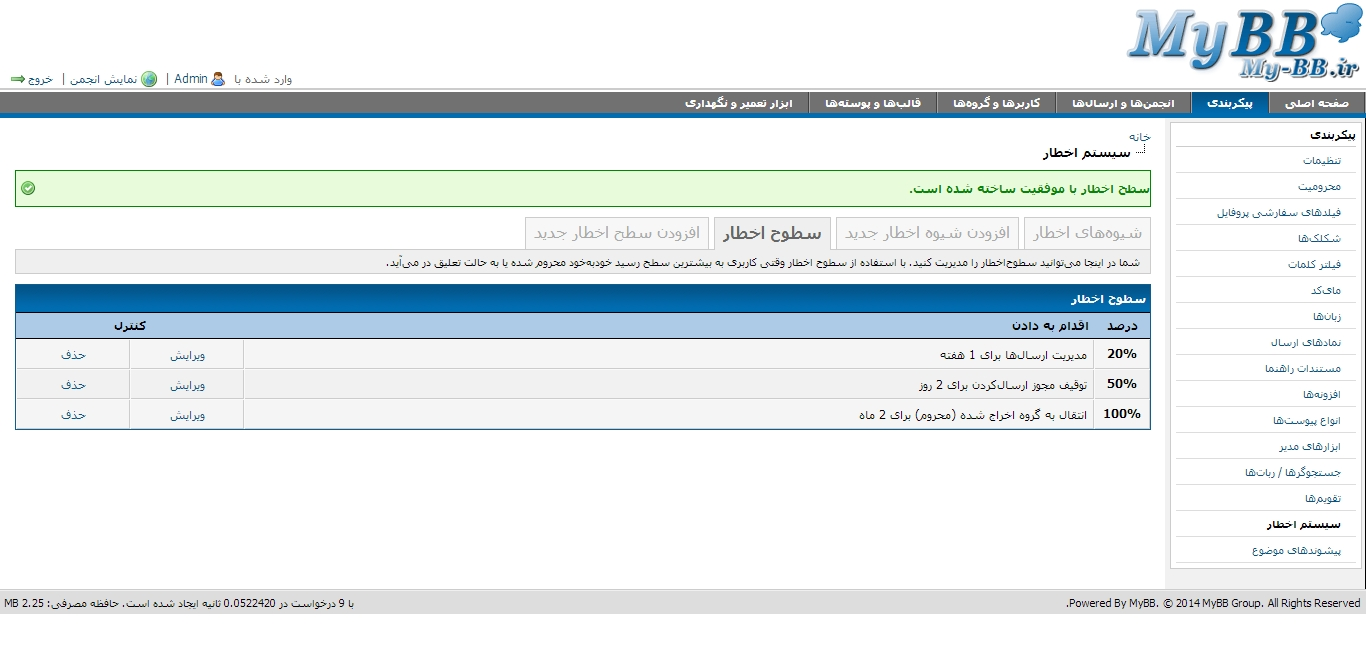 MyBB
My-BB.ir
وارد شده با Admin | نمایش انجمن | خروج
صفحه اصلی پیکربندی انجمن‌ها و ارسال‌ها کاربرها و گروه‌ها قالب‌ها و پوسته‌ها ابزار تعمیر و نگهداری
پیکربندی
تنظیمات
محرومیت
فیلدهای سفارشی پروفایل
شکلک‌ها
فیلتر کلمات
مای‌کد
زبان‌ها
نمادهای ارسال
مستندات راهنما
افزونه‌ها
انواع پیوست‌ها
ابزارهای مدیر
جستجوگرها / ربات‌ها
تقویم‌ها
سیستم اخطار
پیشوندهای موضوع
خانه
سیستم اخطار
سطح اخطار با موفقیت ساخته شده است.
شیوه‌های اخطار افزودن شیوه اخطار جدید سطوح اخطار افزودن سطح اخطار جدید
شما در اینجا می‌توانید سطوح‌اخطار را مدیریت کنید. با استفاده از سطوح اخطار وقتی کاربری به بیشترین سطح رسید خودبه‌خود محروم شده یا به حالت تعلیق در می‌آید.
سطوح اخطار
درصد اقدام به دادن کنترل
20% مدیریت ارسال‌ها برای 1 هفته ویرایش حذف
50% توقیف مجوز ارسال‌کردن برای 2 روز ویرایش حذف
100% انتقال به گروه اخراج شده (محروم) برای 2 ماه ویرایش حذف
Powered By MyBB. © 2014 MyBB Group. All Rights Reserved.
با 9 درخواست در 0.0522420 ثانیه ایجاد شده است. حافظه مصرفی: 2.25 MB